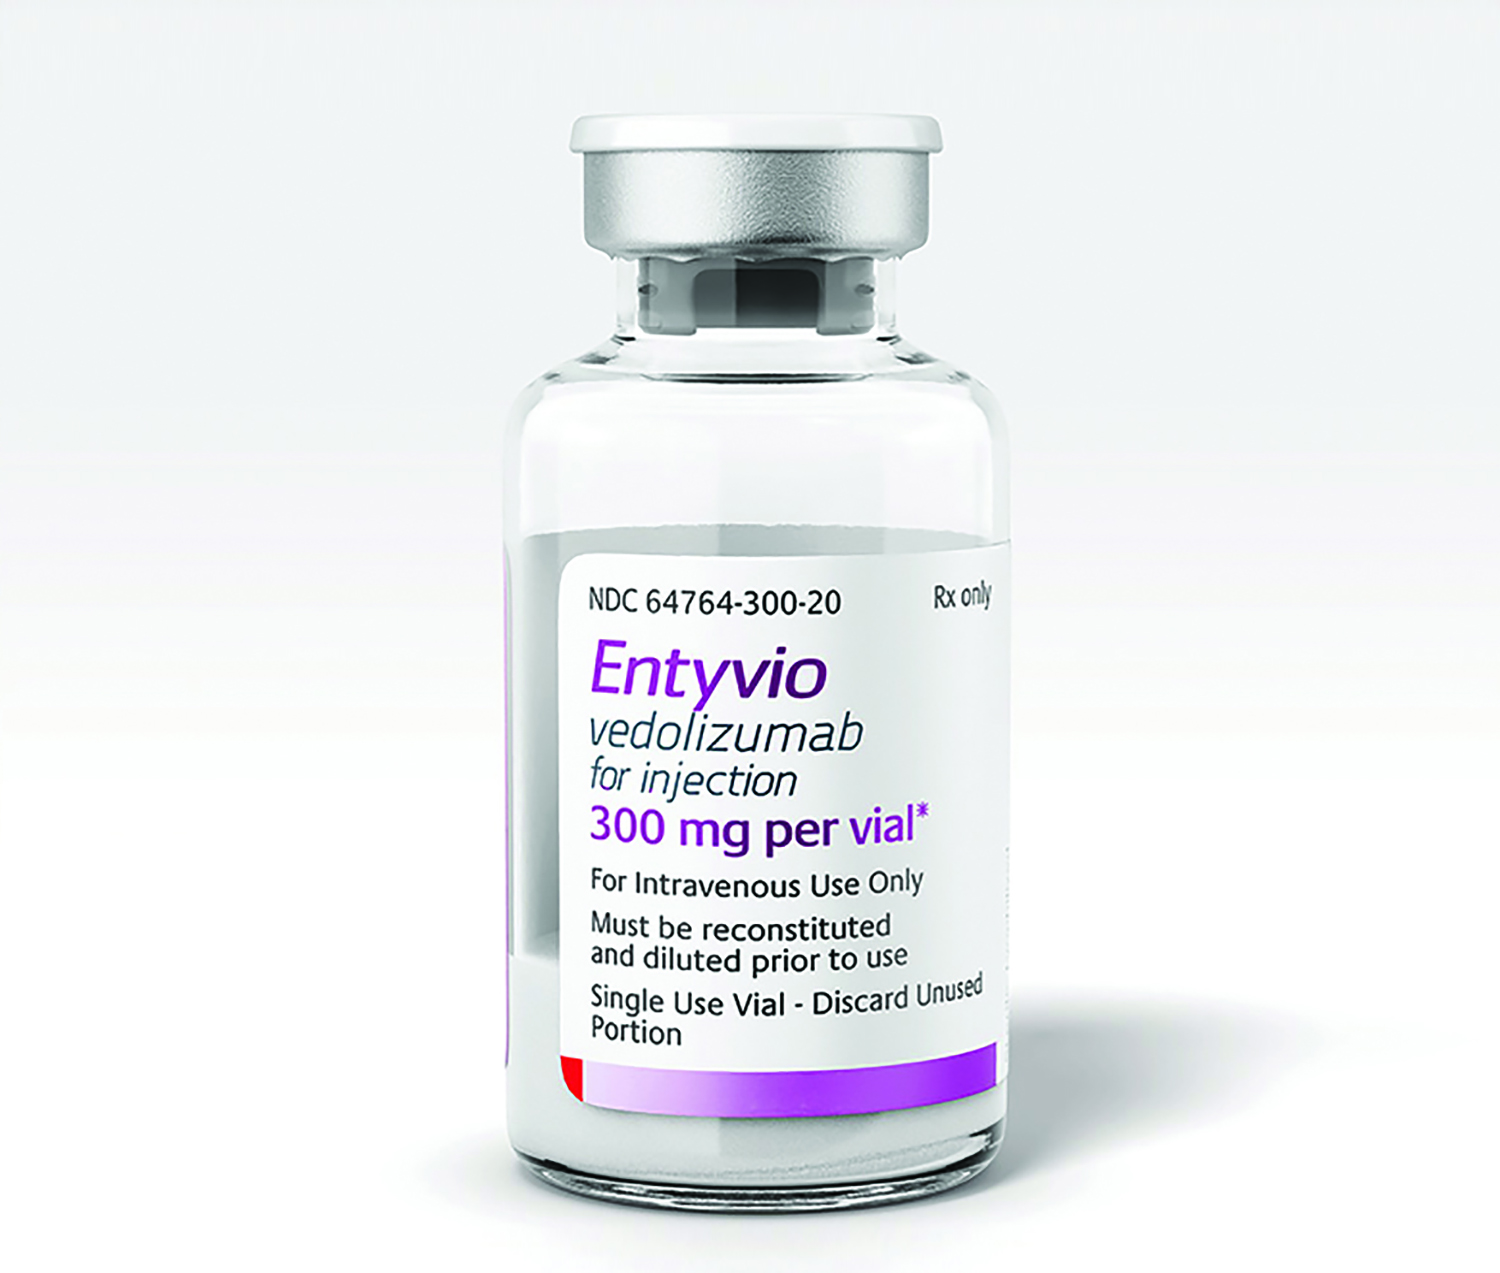 NDC 64764-300-20 Rx only
Entyvio
vedolizumab
for injection
300 mg per vial*
For Intravenous Use Only
Must be reconstituted
and diluted prior to use
Single Use Vial - Discard Unused
Portion